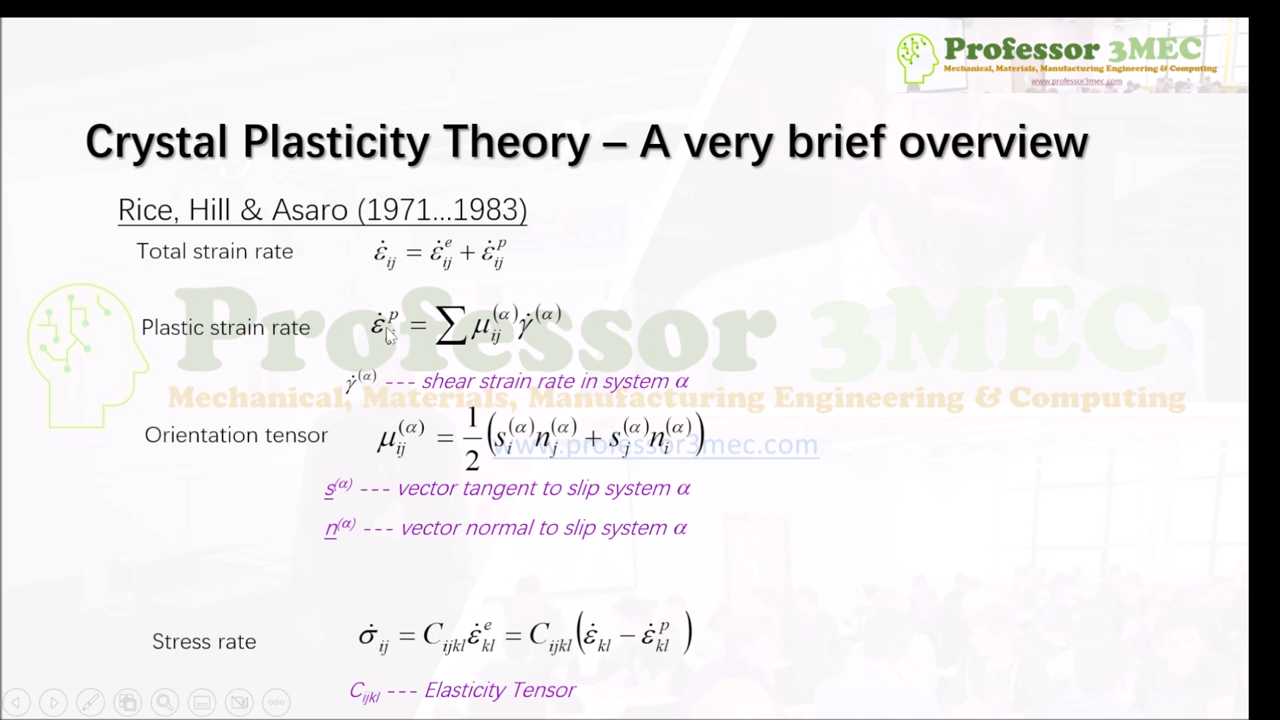 Professor 3MEC
Mechanical, Materials, Manufacturing Engineering & Computing
www.professor3mec.com
Crystal Plasticity Theory – A very brief overview
Rice, Hill & Asaro (1971...1983)
Total strain rate ε̇ᵢⱼ = ε̇ᵢⱼᵉ + ε̇ᵢⱼᵖ
Professor 3MEC
Plastic strain rate ε̇ᵢⱼᵖ = ∑ μᵢⱼ⁽ᵅ⁾ γ̇⁽ᵅ⁾
γ̇⁽ᵅ⁾ --- shear strain rate in system α
Mechanical, Materials, Manufacturing Engineering & Computing
Orientation tensor μᵢⱼ⁽ᵅ⁾ = 1/2 (sᵢ⁽ᵅ⁾nⱼ⁽ᵅ⁾ + sⱼ⁽ᵅ⁾nᵢ⁽ᵅ⁾)
www.professor3mec.com
s⁽ᵅ⁾ --- vector tangent to slip system α
n⁽ᵅ⁾ --- vector normal to slip system α
Stress rate σ̇ᵢⱼ = Cᵢⱼₖₗ ε̇ₖₗᵉ = Cᵢⱼₖₗ (ε̇ₖₗ − ε̇ₖₗᵖ)
Cᵢⱼₖₗ --- Elasticity Tensor